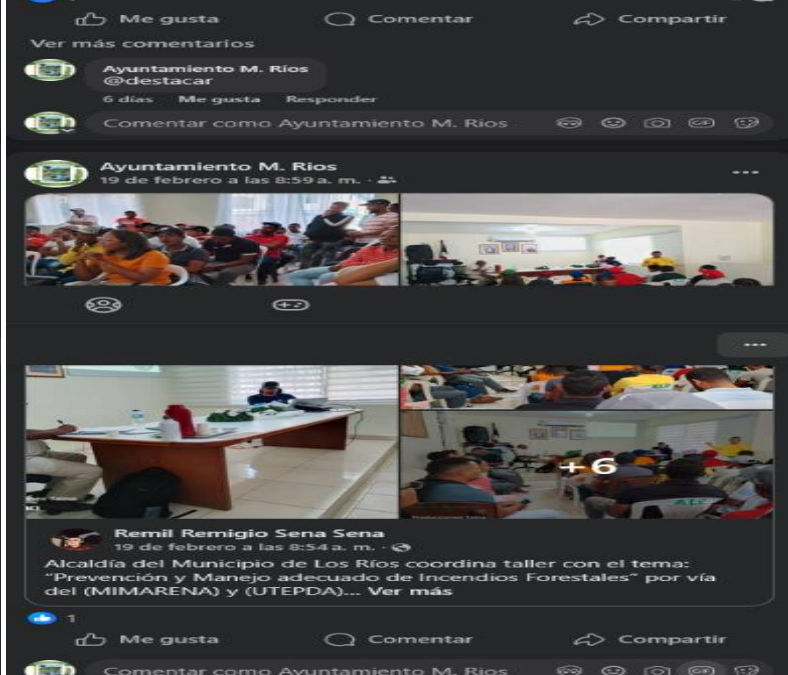 Me gusta Comentar Compartir
Ver más comentarios
Ayuntamiento M. Rios
@destacar
6 días Me gusta Responder
Comentar como Ayuntamiento M. Rios
Ayuntamiento M. Rios
19 de febrero a las 8:59 a. m. ·
+6
Remil Remigio Sena Sena
19 de febrero a las 8:54 a. m. ·
Alcaldía del Municipio de Los Ríos coordina taller con el tema:
"Prevención y Manejo adecuado de Incendios Forestales" por vía
del (MIMARENA) y (UTEPDA)... Ver más
1
Me gusta Comentar Compartir
Comentar como Ayuntamiento M. Rios